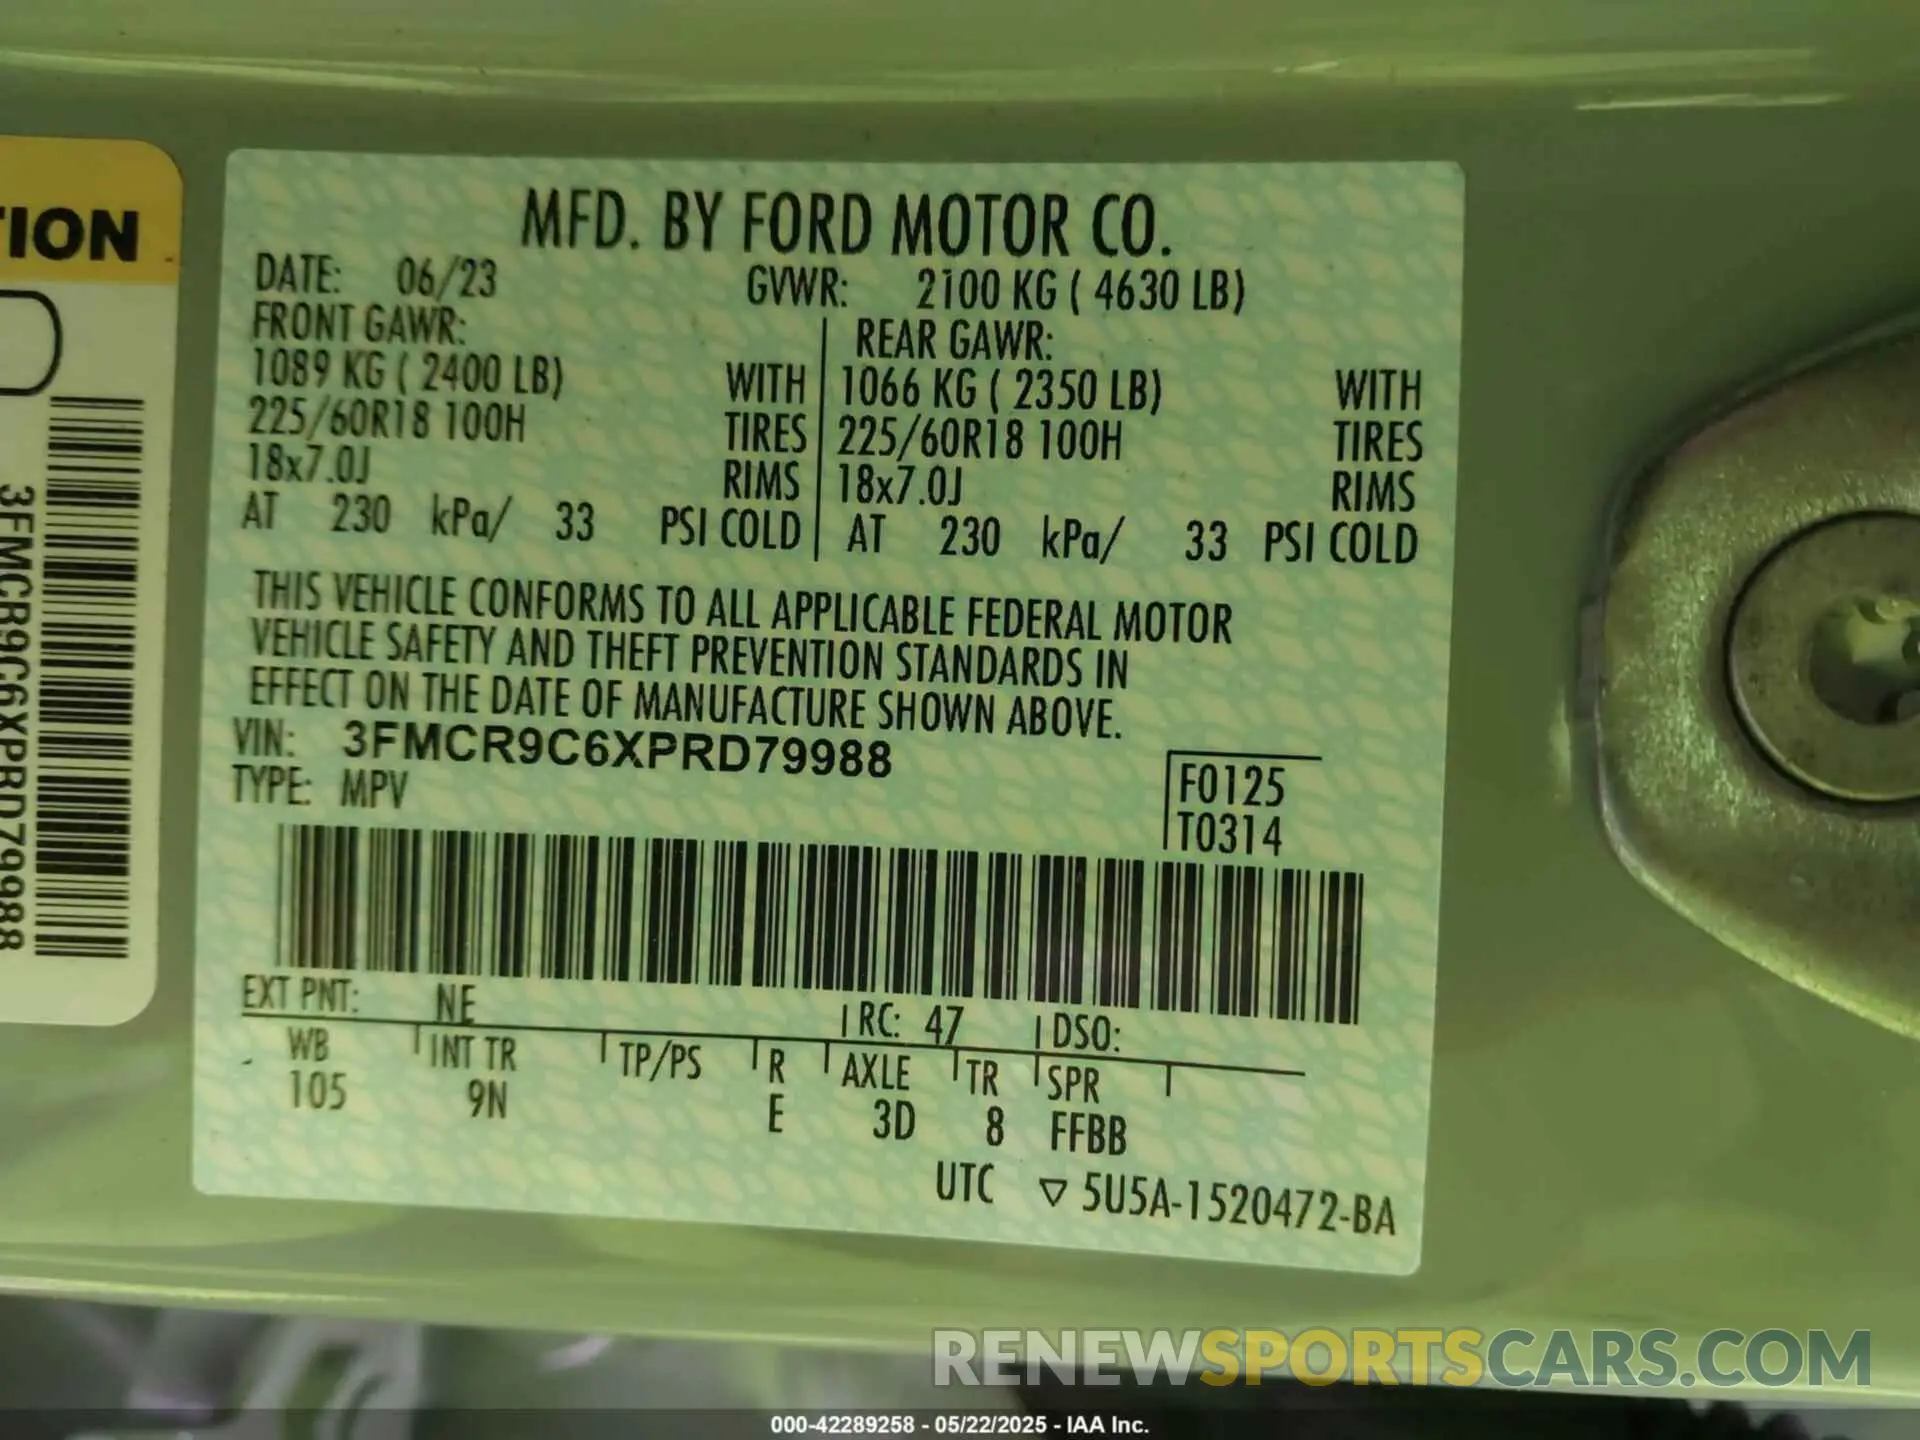 TION
3FMCR9C6XPRD79988
MFD. BY FORD MOTOR CO.
DATE: 06/23 GVWR: 2100 KG ( 4630 LB)
FRONT GAWR: REAR GAWR:
1089 KG ( 2400 LB) WITH 1066 KG ( 2350 LB) WITH
225/60R18 100H TIRES 225/60R18 100H TIRES
18x7.0J RIMS 18x7.0J RIMS
AT 230 kPa/ 33 PSI COLD AT 230 kPa/ 33 PSI COLD
THIS VEHICLE CONFORMS TO ALL APPLICABLE FEDERAL MOTOR
VEHICLE SAFETY AND THEFT PREVENTION STANDARDS IN
EFFECT ON THE DATE OF MANUFACTURE SHOWN ABOVE.
VIN: 3FMCR9C6XPRD79988
TYPE: MPV
F0125
T0314
EXT PNT: NE RC: 47 DSO:
WB INT TR TP/PS R AXLE TR SPR
105 9N E 3D 8 FFBB
UTC ▽ 5U5A-1520472-BA
RENEWSPORTSCARS.COM
000-42289258 - 05/22/2025 - IAA Inc.